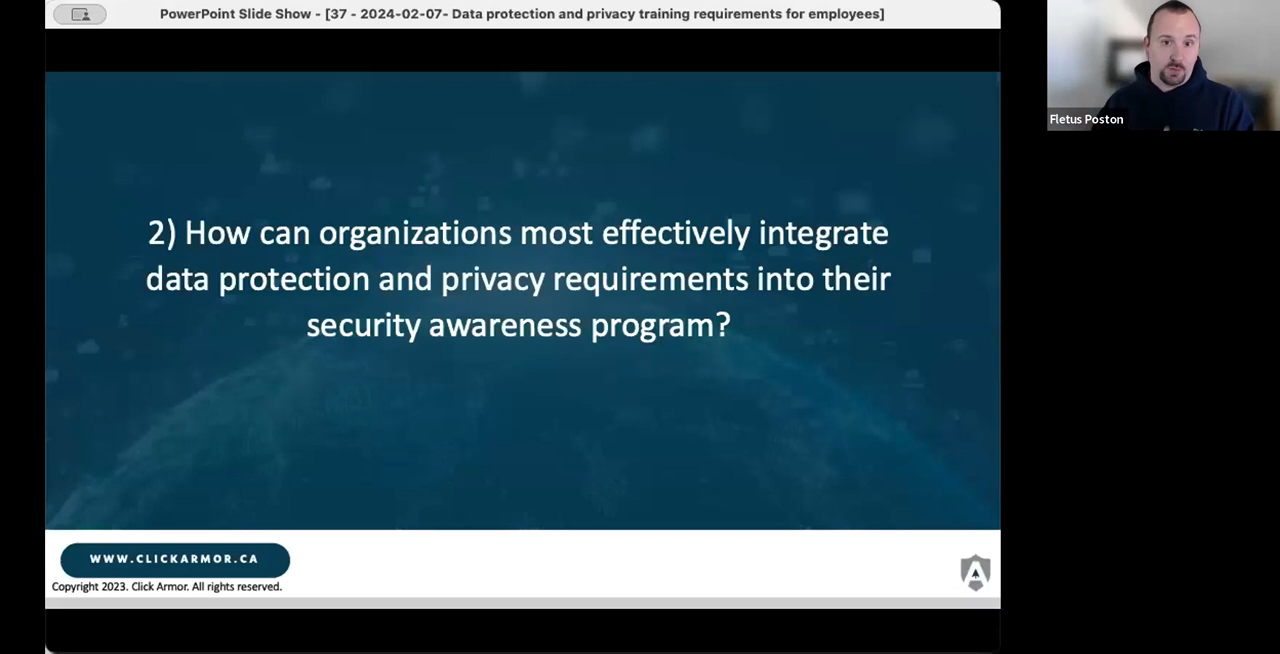 PowerPoint Slide Show - [37 - 2024-02-07- Data protection and privacy training requirements for employees]
Fletus Poston
2) How can organizations most effectively integrate
data protection and privacy requirements into their
security awareness program?
WWW.CLICKARMOR.CA
Copyright 2023. Click Armor. All rights reserved.